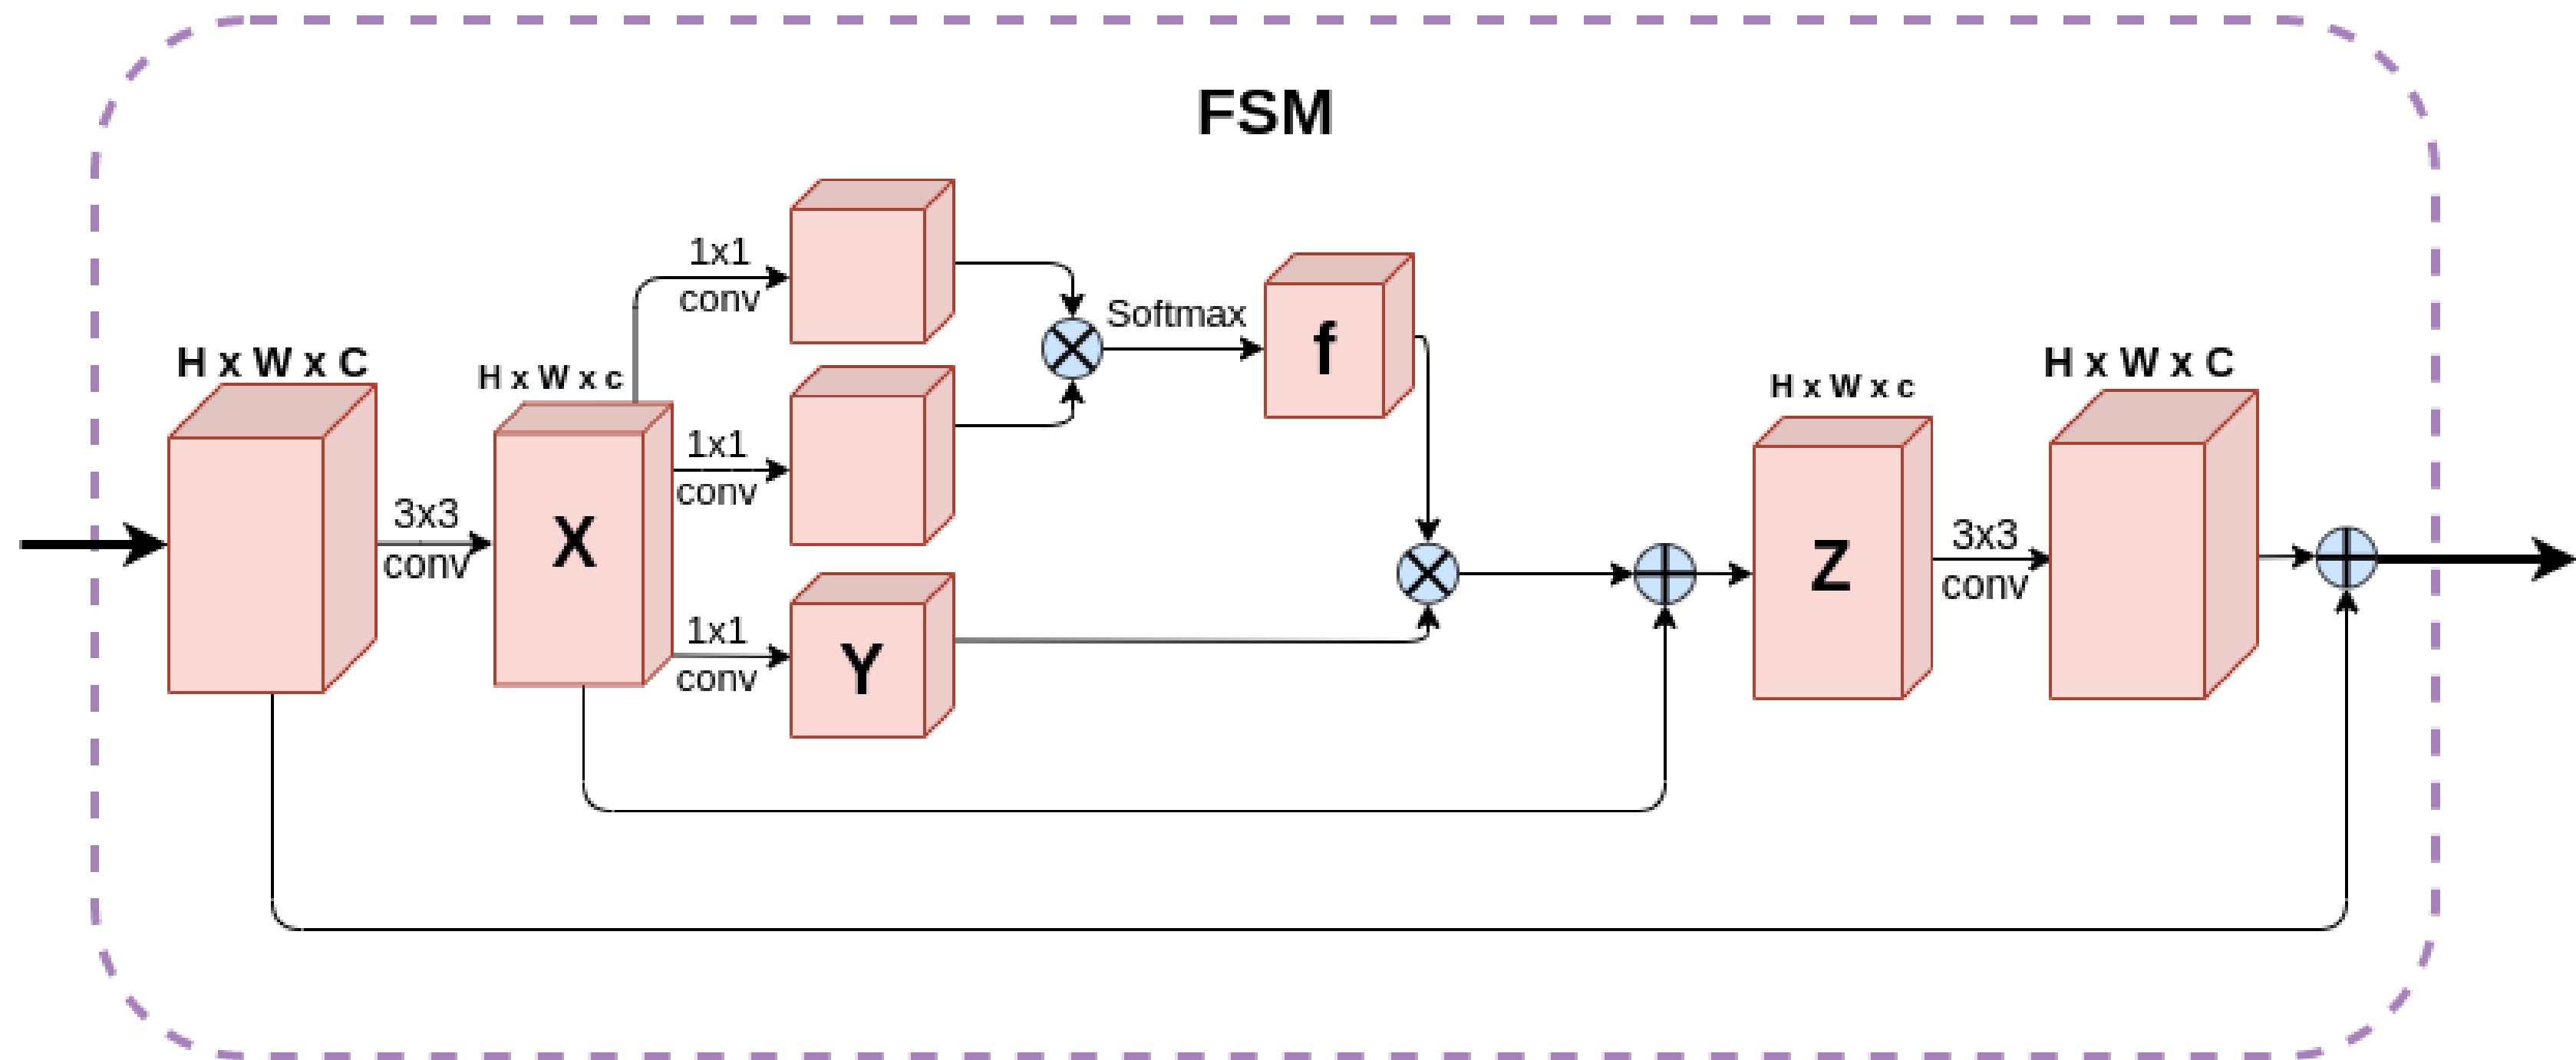 FSM
1x1
conv
Softmax
f
H x W x C
H x W x c
1x1
conv
H x W x c
H x W x C
3x3
conv
X
Z
3x3
conv
1x1
conv
Y